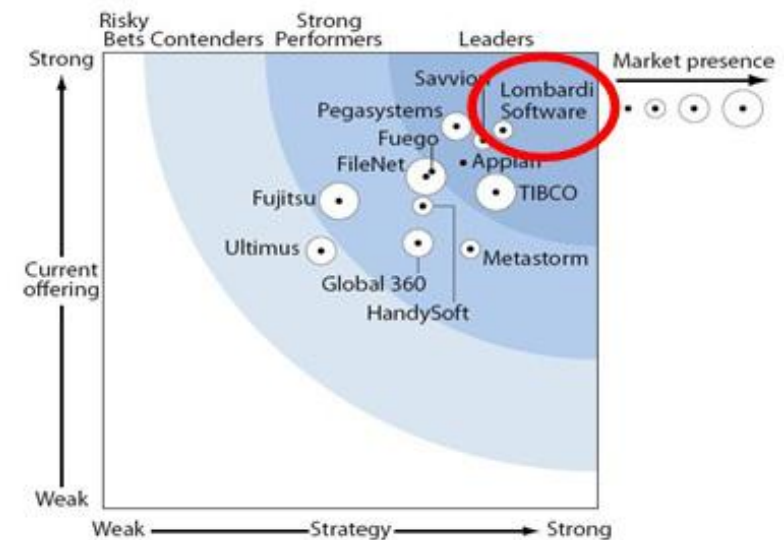 Risky Bets
Contenders
Strong Performers
Leaders
Strong
Market presence
Savvion
Lombardi
Software
Pegasystems
Fuego
FileNet
Appian
Fujitsu
TIBCO
Ultimus
Metastorm
Current
offering
Global 360
HandySoft
Weak
Weak
Strategy
Strong